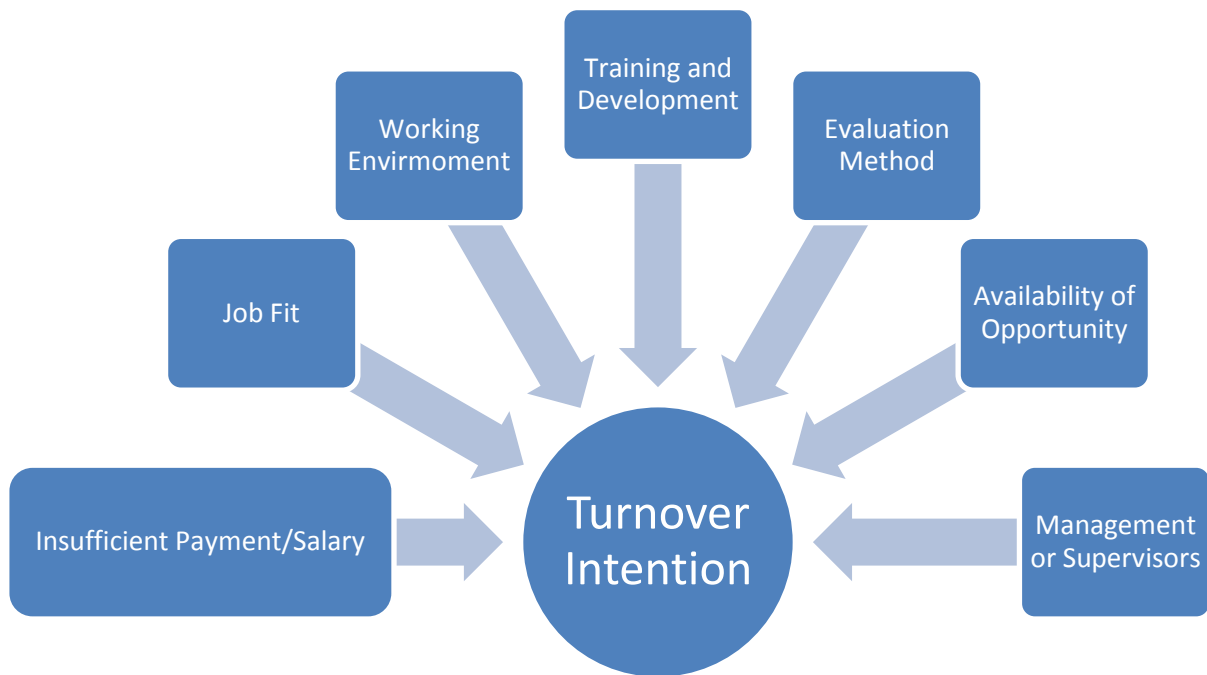 Training and
Development
Working
Envirmoment
Evaluation
Method
Job Fit
Availability of
Opportunity
Insufficient Payment/Salary
Turnover
Intention
Management
or Supervisors